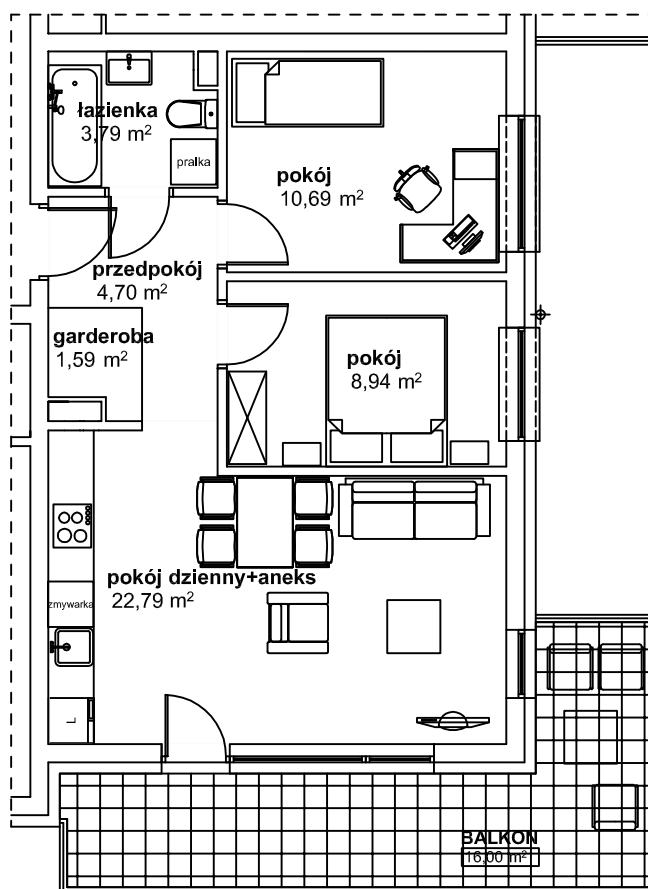 łazienka
3,79 m²
pralka
pokój
10,69 m²
przedpokój
4,70 m²
garderoba
1,59 m²
pokój
8,94 m²
pokój dzienny+aneks
22,79 m²
zmywarka
L
BALKON
16,00 m²